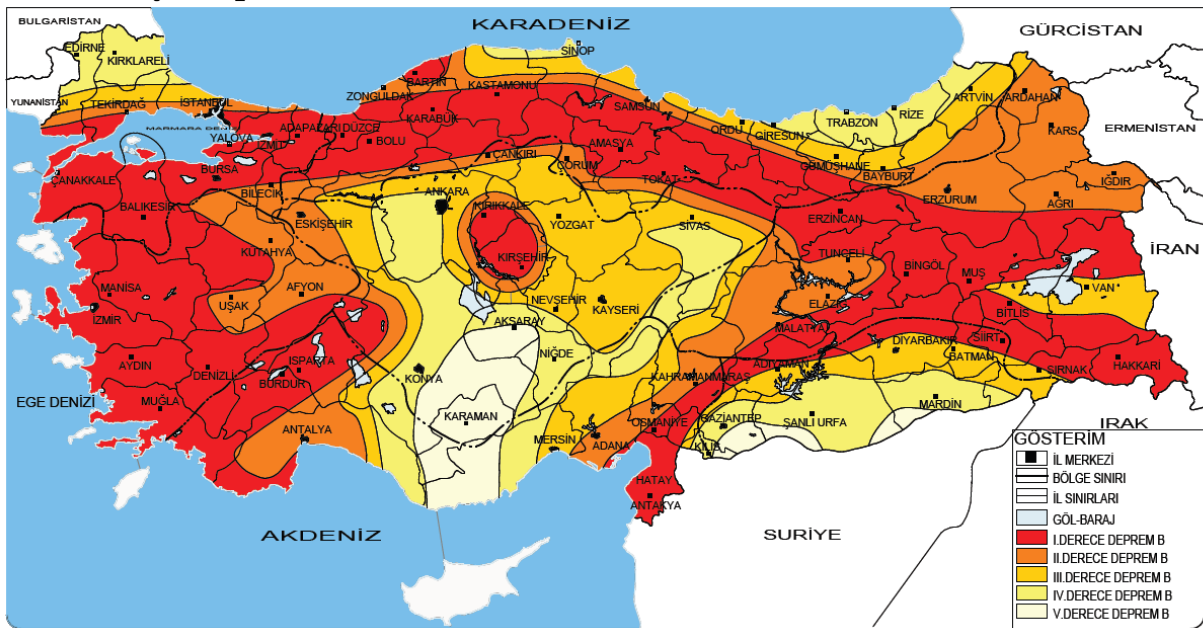 BULGARİSTAN
KARADENİZ
GÜRCİSTAN
EDİRNE
KIRKLARELİ
SİNOP
YUNANİSTAN
TEKİRDAĞ
İSTANBUL
BARTIN
ZONGULDAK
KASTAMONU
SAMSUN
ARTVİN
ARDAHAN
MARMARA DENİZİ
YALOVA
İZMİT
ADAPAZARI
DÜZCE
KARABÜK
BOLU
ORDU
GİRESUN
TRABZON
RİZE
KARS
ERMENİSTAN
ÇANAKKALE
BURSA
BİLECİK
ÇANKIRI
ÇORUM
AMASYA
TOKAT
GÜMÜŞHANE
BAYBURT
IĞDIR
BALIKESİR
ESKİŞEHİR
ANKARA
KIRIKKALE
YOZGAT
SİVAS
ERZİNCAN
ERZURUM
AĞRI
KUTAHYA
KIRŞEHİR
TUNÇELİ
BİNGÖL
MUŞ
İRAN
MANİSA
UŞAK
AFYON
NEVŞEHİR
KAYSERİ
ELAZIĞ
VAN
İZMİR
AKSARAY
MALATYA
BİTLİS
AYDIN
DENİZLİ
ISPARTA
BURDUR
KONYA
NİĞDE
KAHRAMANMARAŞ
ADIYAMAN
DİYARBAKIR
BATMAN
SİİRT
ŞIRNAK
HAKKARİ
EGE DENİZİ
MUĞLA
ANTALYA
KARAMAN
MERSİN
ADANA
OSMANİYE
GAZİANTEP
KİLİS
ŞANLI URFA
MARDİN
IRAK
HATAY
ANTAKYA
AKDENİZ
SURİYE
GÖSTERİM
İL MERKEZİ
BÖLGE SINIRI
İL SINIRLARI
GÖL-BARAJ
I.DERECE DEPREM B
II.DERECE DEPREM B
III.DERECE DEPREM B
IV.DERECE DEPREM B
V.DERECE DEPREM B